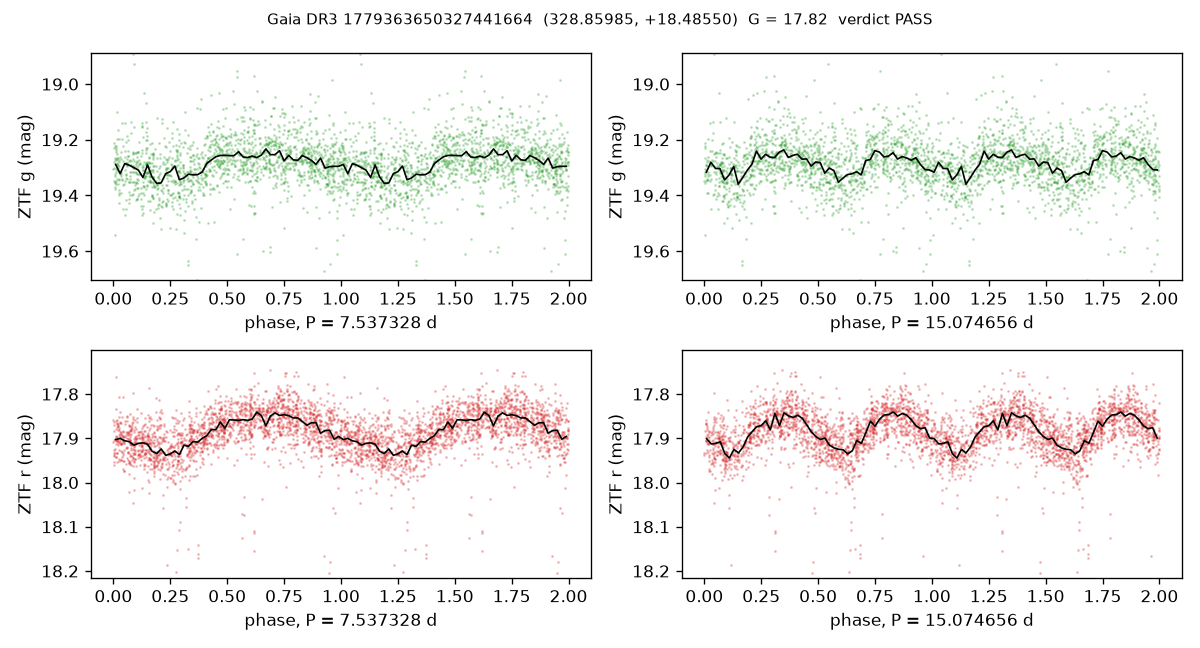 Gaia DR3 1779363650327441664 (328.85985, +18.48550) G = 17.82 verdict PASS
ZTF g (mag)
19.0
19.2
19.4
19.6
0.00 0.25 0.50 0.75 1.00 1.25 1.50 1.75 2.00
phase, P = 7.537328 d
ZTF g (mag)
19.0
19.2
19.4
19.6
0.00 0.25 0.50 0.75 1.00 1.25 1.50 1.75 2.00
phase, P = 15.074656 d
ZTF r (mag)
17.8
17.9
18.0
18.1
18.2
0.00 0.25 0.50 0.75 1.00 1.25 1.50 1.75 2.00
phase, P = 7.537328 d
ZTF r (mag)
17.8
17.9
18.0
18.1
18.2
0.00 0.25 0.50 0.75 1.00 1.25 1.50 1.75 2.00
phase, P = 15.074656 d